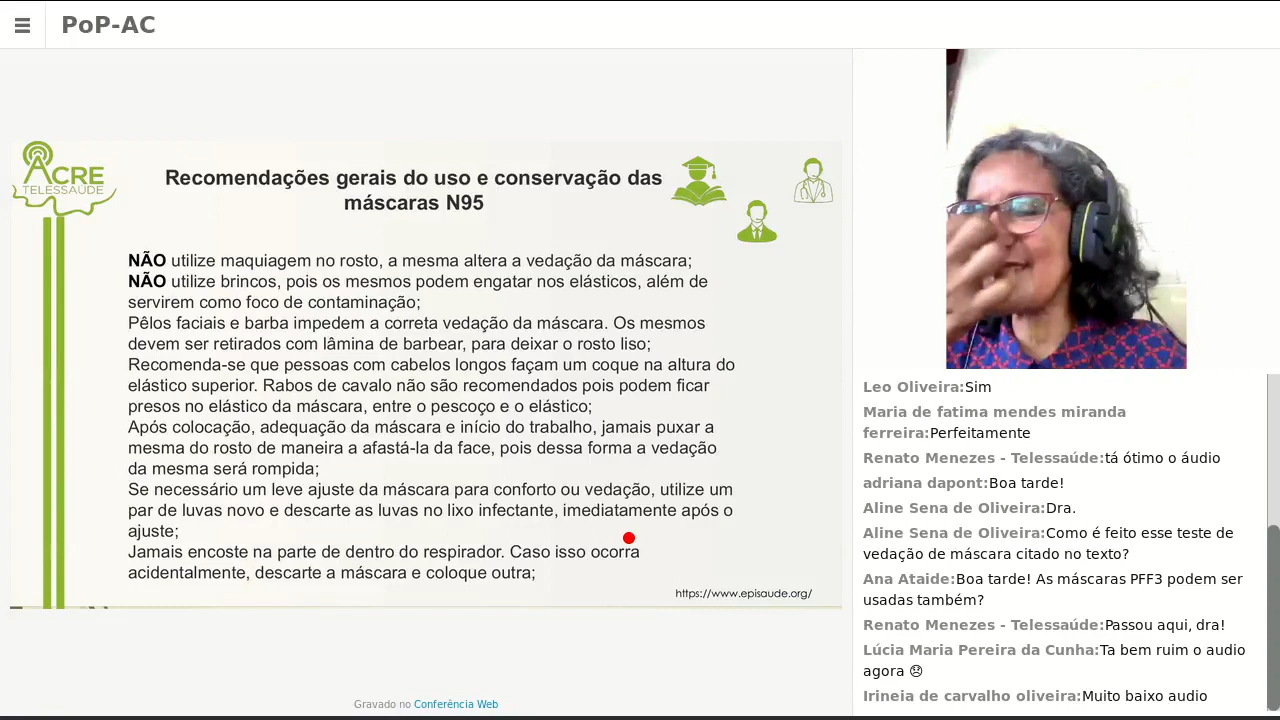 PoP-AC
ACRE
TELESSAÚDE
Recomendações gerais do uso e conservação das
máscaras N95
NÃO utilize maquiagem no rosto, a mesma altera a vedação da máscara;
NÃO utilize brincos, pois os mesmos podem engatar nos elásticos, além de
servirem como foco de contaminação;
Pêlos faciais e barba impedem a correta vedação da máscara. Os mesmos
devem ser retirados com lâmina de barbear, para deixar o rosto liso;
Recomenda-se que pessoas com cabelos longos façam um coque na altura do
elástico superior. Rabos de cavalo não são recomendados pois podem ficar
presos no elástico da máscara, entre o pescoço e o elástico;
Após colocação, adequação da máscara e início do trabalho, jamais puxar a
mesma do rosto de maneira a afastá-la da face, pois dessa forma a vedação
da mesma será rompida;
Se necessário um leve ajuste da máscara para conforto ou vedação, utilize um
par de luvas novo e descarte as luvas no lixo infectante, imediatamente após o
ajuste;
Jamais encoste na parte de dentro do respirador. Caso isso ocorra
acidentalmente, descarte a máscara e coloque outra;
https://www.episaude.org/
Gravado no Conferência Web
Leo Oliveira:Sim
Maria de fatima mendes miranda
ferreira:Perfeitamente
Renato Menezes - Telessaúde:tá ótimo o áudio
adriana dapont:Boa tarde!
Aline Sena de Oliveira:Dra.
Aline Sena de Oliveira:Como é feito esse teste de
vedação de máscara citado no texto?
Ana Ataide:Boa tarde! As máscaras PFF3 podem ser
usadas também?
Renato Menezes - Telessaúde:Passou aqui, dra!
Lúcia Maria Pereira da Cunha:Ta bem ruim o audio
agora 😞
Irineia de carvalho oliveira:Muito baixo audio